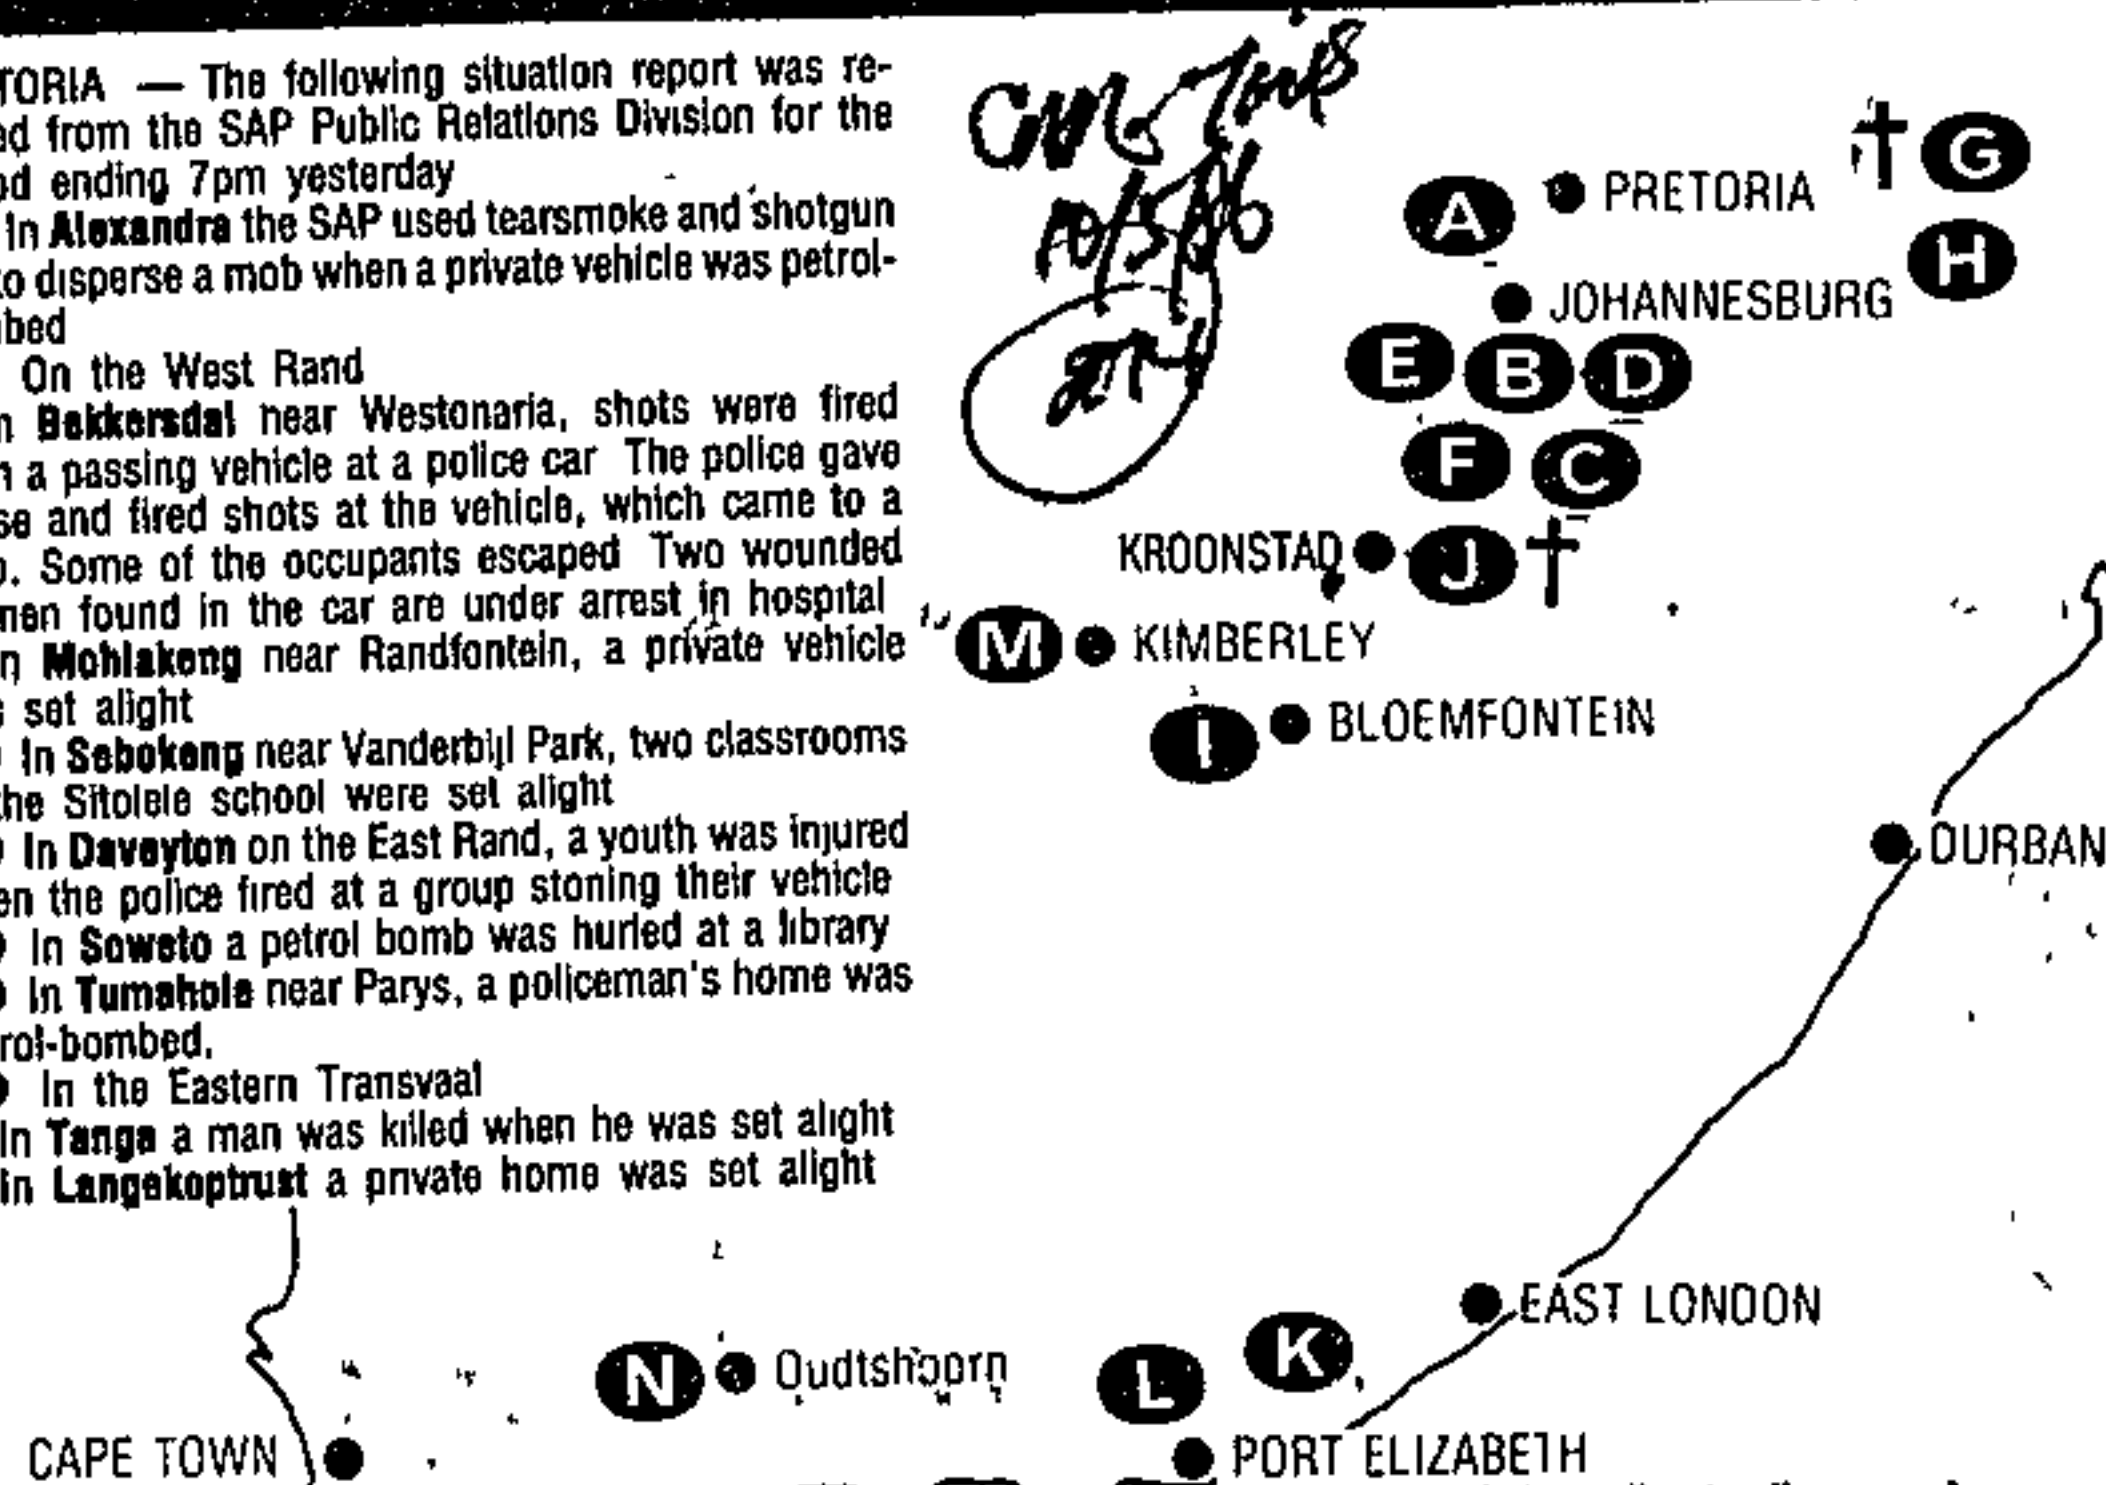 TORIA — The following situation report was re-
ed from the SAP Public Relations Division for the
od ending 7pm yesterday
In Alexandra the SAP used tearsmoke and shotgun
to disperse a mob when a private vehicle was petrol-
bed
On the West Rand
n Bekkersdal near Westonaria, shots were fired
n a passing vehicle at a police car The police gave
se and fired shots at the vehicle, which came to a
p. Some of the occupants escaped Two wounded
men found in the car are under arrest in hospital
n Mohlakeng near Randfontein, a private vehicle
s set alight
In Sebokeng near Vanderbijl Park, two classrooms
the Sitolele school were set alight
In Daveyton on the East Rand, a youth was injured
en the police fired at a group stoning their vehicle
In Soweto a petrol bomb was hurled at a library
In Tumahole near Parys, a policeman's home was
rol-bombed.
In the Eastern Transvaal
In Tanga a man was killed when he was set alight
in Langekoptrust a private home was set alight
10/5/86
G
A
PRETORIA
H
JOHANNESBURG
E B D
F C
KROONSTAD J
M KIMBERLEY
I BLOEMFONTEIN
DURBAN
EAST LONDON
K
N Oudtshoorn L
CAPE TOWN
PORT ELIZABETH